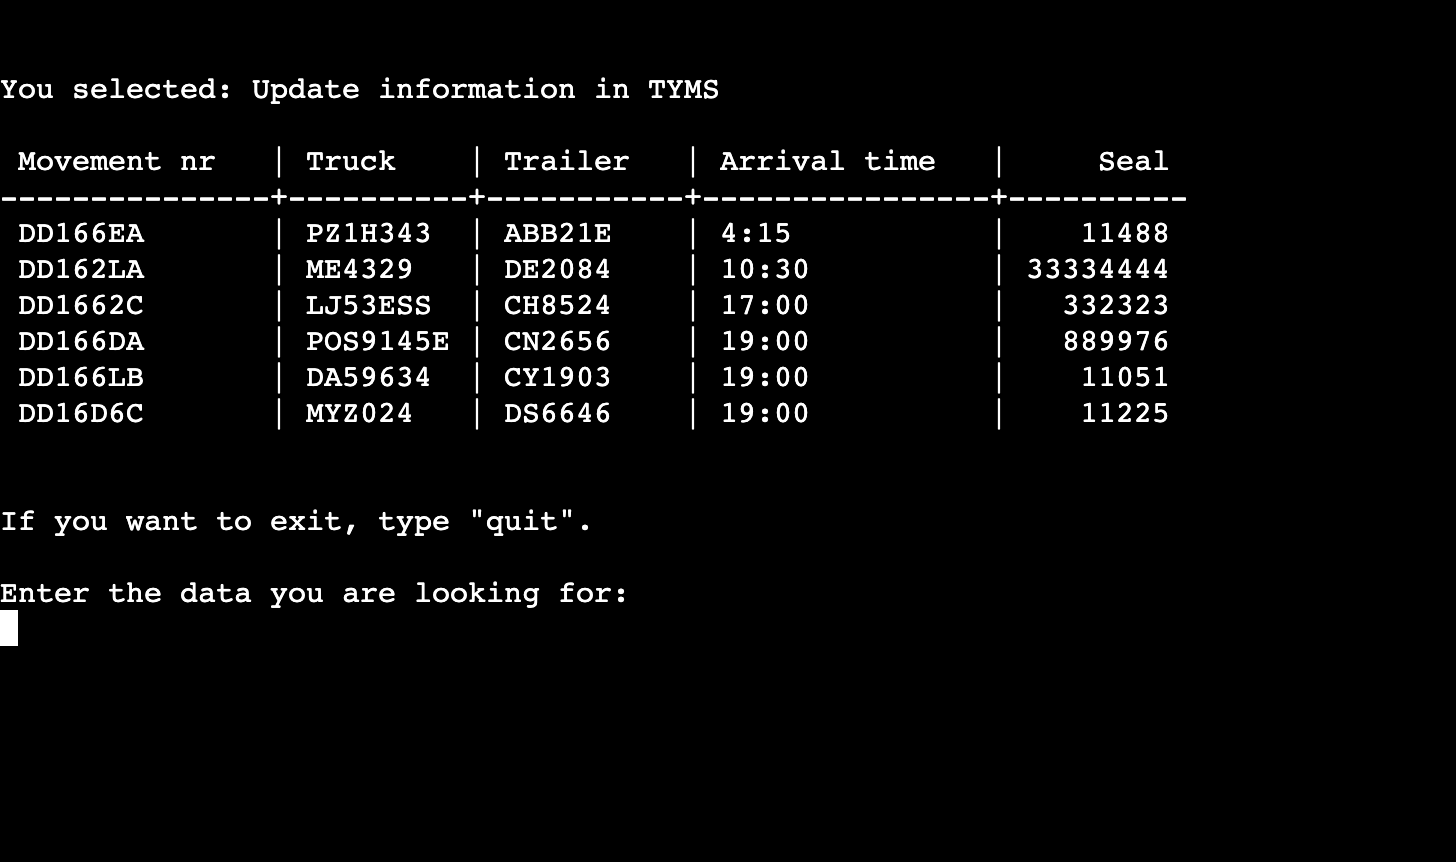 You selected: Update information in TYMS
Movement nr | Truck | Trailer | Arrival time | Seal
---------------+----------+-----------+----------------+----------
DD166EA | PZ1H343 | ABB21E | 4:15 | 11488
DD162LA | ME4329 | DE2084 | 10:30 | 33334444
DD1662C | LJ53ESS | CH8524 | 17:00 | 332323
DD166DA | POS9145E | CN2656 | 19:00 | 889976
DD166LB | DA59634 | CY1903 | 19:00 | 11051
DD16D6C | MYZ024 | DS6646 | 19:00 | 11225
If you want to exit, type "quit".
Enter the data you are looking for: